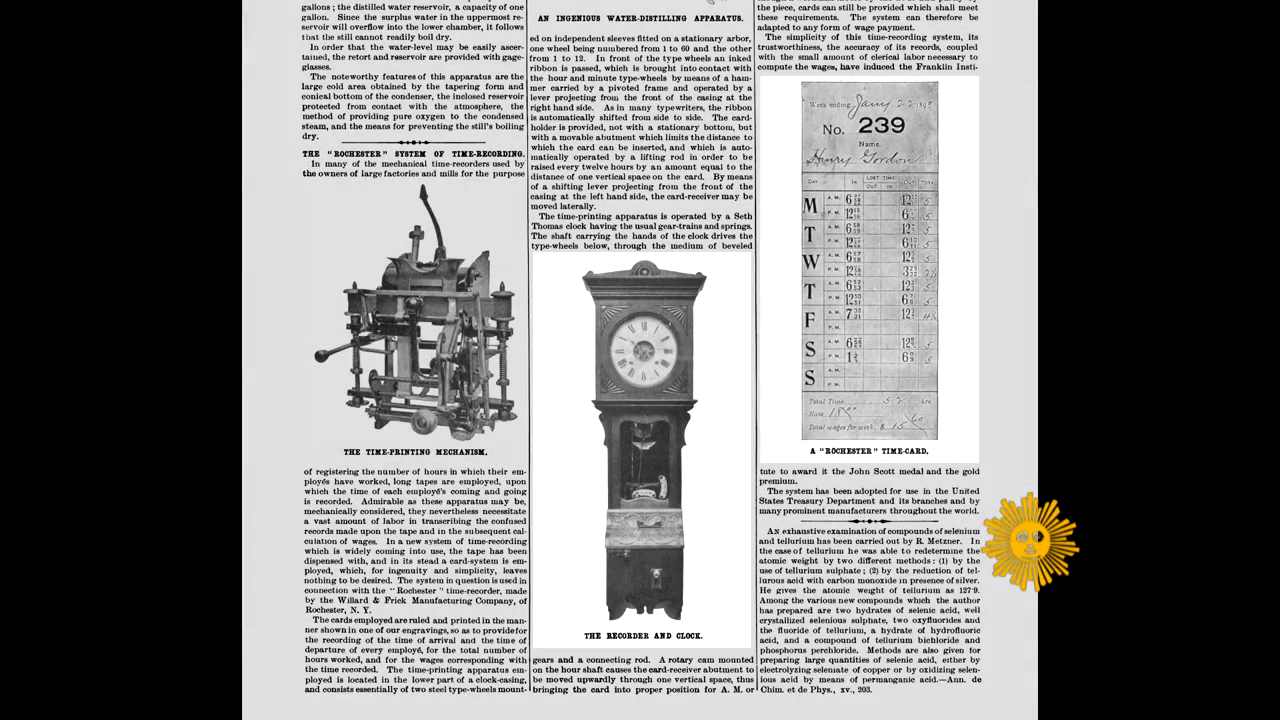 gallons ; the distilled water reservoir, a capacity of one
gallon. Since the surplus water in the uppermost re-
servoir will overflow into the lower chamber, it follows
that the still cannot readily boil dry.
In order that the water-level may be easily ascer-
tained, the retort and reservoir are provided with gage-
glasses.
The noteworthy features of this apparatus are the
large cold area obtained by the tapering form and
conical bottom of the condenser, the inclosed reservoir
protected from contact with the atmosphere, the
method of providing pure oxygen to the condensed
steam, and the means for preventing the still's boiling
dry.
THE "ROCHESTER" SYSTEM OF TIME-RECORDING.
In many of the mechanical time-recorders used by
the owners of large factories and mills for the purpose
THE TIME-PRINTING MECHANISM.
of registering the number of hours in which their em-
ployés have worked, long tapes are employed, upon
which the time of each employé's coming and going
is recorded. Admirable as these apparatus may be,
mechanically considered, they nevertheless necessitate
a vast amount of labor in transcribing the confused
records made upon the tape and in the subsequent cal-
culation of wages. In a new system of time-recording
which is widely coming into use, the tape has been
dispensed with, and in its stead a card-system is em-
ployed, which, for ingenuity and simplicity, leaves
nothing to be desired. The system in question is used in
connection with the "Rochester" time-recorder, made
by the Willard & Frick Manufacturing Company, of
Rochester, N. Y.
The cards employed are ruled and printed in the man-
ner shown in one of our engravings, so as to provide for
the recording of the time of arrival and the time of
departure of every employé, for the total number of
hours worked, and for the wages corresponding with
the time recorded. The time-printing apparatus em-
ployed is located in the lower part of a clock-casing,
and consists essentially of two steel type-wheels mount-
AN INGENIOUS WATER-DISTILLING APPARATUS.
ed on independent sleeves fitted on a stationary arbor,
one wheel being numbered from 1 to 60 and the other
from 1 to 12. In front of the type wheels an inked
ribbon is passed, which is brought into contact with
the hour and minute type-wheels by means of a ham-
mer carried by a pivoted frame and operated by a
lever projecting from the front of the casing at the
right hand side. As in many typewriters, the ribbon
is automatically shifted from side to side. The card-
holder is provided, not with a stationary bottom, but
with a movable abutment which limits the distance to
which the card can be inserted, and which is auto-
matically operated by a lifting rod in order to be
raised every twelve hours by an amount equal to the
distance of one vertical space on the card. By means
of a shifting lever projecting from the front of the
casing at the left hand side, the card-receiver may be
moved laterally.
The time-printing apparatus is operated by a Seth
Thomas clock having the usual gear-trains and springs.
The shaft carrying the hands of the clock drives the
type-wheels below, through the medium of beveled
THE RECORDER AND CLOCK.
gears and a connecting rod. A rotary cam mounted
on the hour shaft causes the card-receiver abutment to
be moved upwardly through one vertical space, thus
bringing the card into proper position for A. M. or
the piece, cards can still be provided which shall meet
these requirements. The system can therefore be
adapted to any form of wage payment.
The simplicity of this time-recording system, its
trustworthiness, the accuracy of its records, coupled
with the small amount of clerical labor necessary to
compute the wages, have induced the Franklin Insti-
Week ending, Jany 22
No. 239
Name.
Henry Gordon
DAY IN LOST TIME OUT TOTAL
OUT IN
M A. M.
P. M.
T A. M.
P. M.
W A. M.
P. M.
T A. M.
P. M.
F A. M.
P. M.
S A. M.
P. M.
S A. M.
P. M.
Total Time 52 hrs.
Rate 18
Total wages for week, $ 15 60
A "ROCHESTER" TIME-CARD.
tute to award it the John Scott medal and the gold
premium.
The system has been adopted for use in the United
States Treasury Department and its branches and by
many prominent manufacturers throughout the world.
AN exhaustive examination of compounds of selenium
and tellurium has been carried out by R. Metzner. In
the case of tellurium he was able to redetermine the
atomic weight by two different methods: (1) by the
use of tellurium sulphate ; (2) by the reduction of tel-
lurous acid with carbon monoxide in presence of silver.
He gives the atomic weight of tellurium as 127·9.
Among the various new compounds which the author
has prepared are two hydrates of selenic acid, well
crystallized selenious sulphate, two oxyfluorides and
the fluoride of tellurium, a hydrate of hydrofluoric
acid, and a compound of tellurium bichloride and
phosphorus perchloride. Methods are also given for
preparing large quantities of selenic acid, either by
electrolyzing seleniate of copper or by oxidizing selen-
ious acid by means of permanganic acid.—Ann. de
Chim. et de Phys., xv., 203.